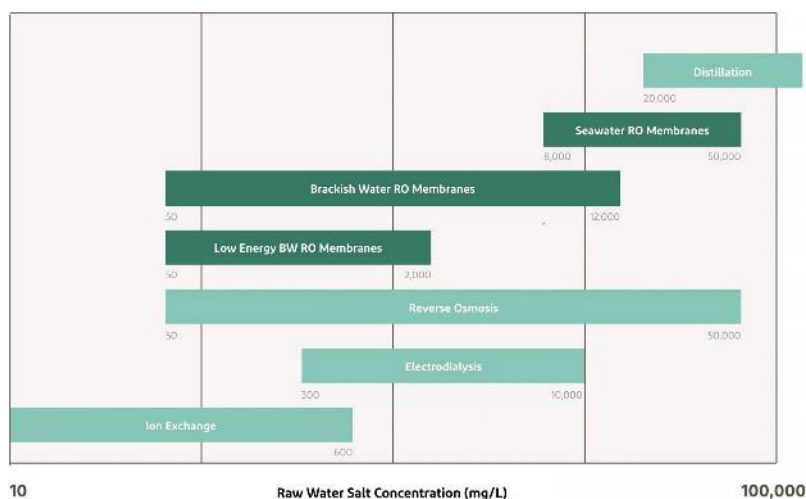 Distillation
20,000
Seawater RO Membranes
8,000 50,000
Brackish Water RO Membranes
50 12,000
Low Energy BW RO Membranes
50 2,000
Reverse Osmosis
50 50,000
Electrodialysis
300 10,000
Ion Exchange
600
10 Raw Water Salt Concentration (mg/L) 100,000